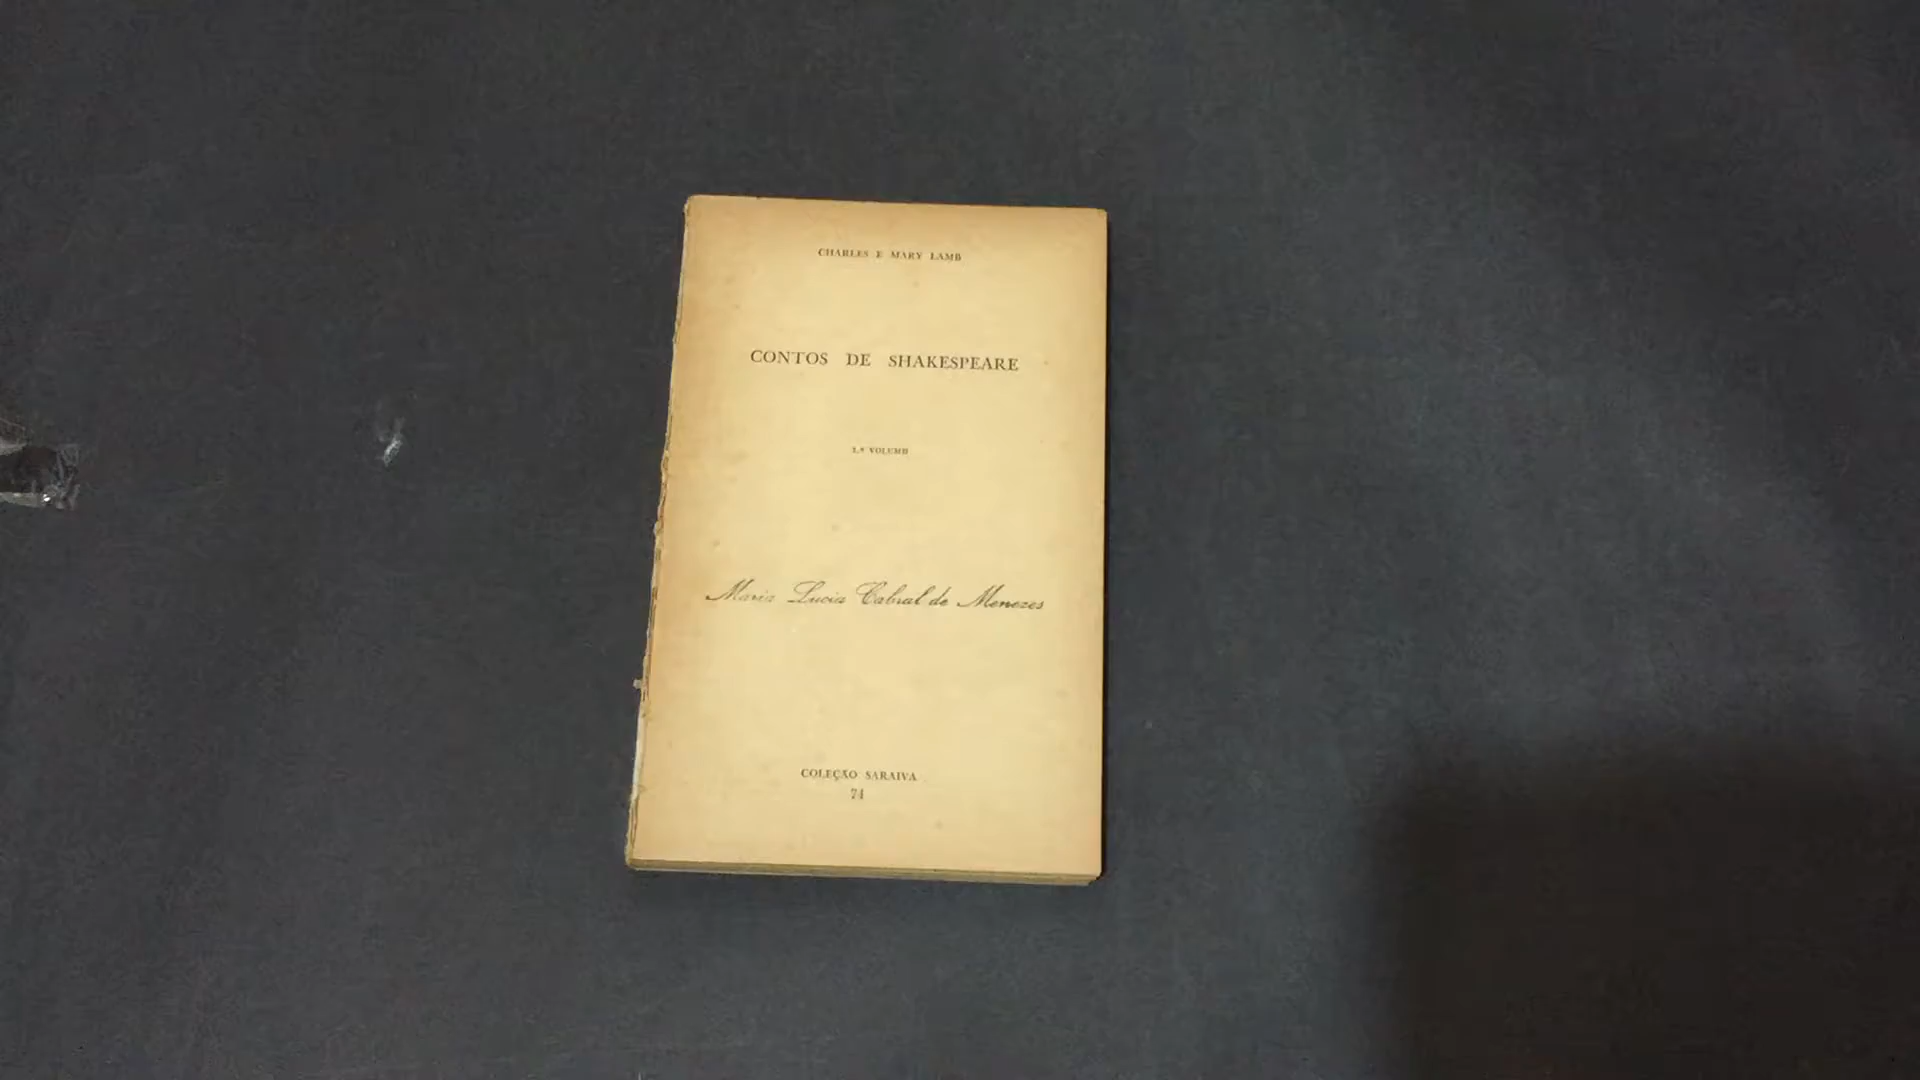 CHARLES E MARY LAMB
CONTOS DE SHAKESPEARE
1.º VOLUME
Maria Lucia Cabral de Menezes
COLEÇÃO SARAIVA
74